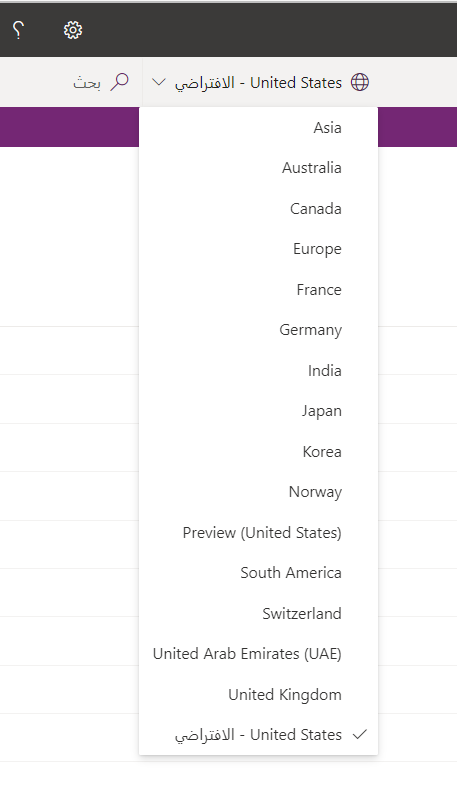 ؟
United States - الافتراضي
بحث
Asia
Australia
Canada
Europe
France
Germany
India
Japan
Korea
Norway
Preview (United States)
South America
Switzerland
United Arab Emirates (UAE)
United Kingdom
United States - الافتراضي